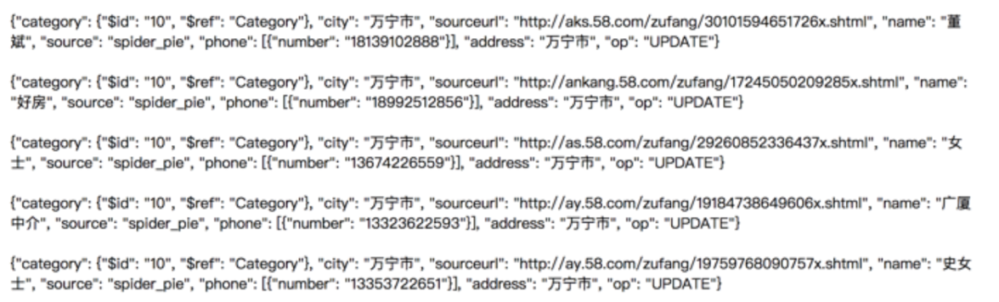 {"category": {"$id": "10", "$ref": "Category"}, "city": "万宁市", "sourceurl": "http://aks.58.com/zufang/30101594651726x.shtml", "name": "董
斌", "source": "spider_pie", "phone": [{"number": "18139102888"}], "address": "万宁市", "op": "UPDATE"}
{"category": {"$id": "10", "$ref": "Category"}, "city": "万宁市", "sourceurl": "http://ankang.58.com/zufang/17245050209285x.shtml", "name":
"好房", "source": "spider_pie", "phone": [{"number": "18992512856"}], "address": "万宁市", "op": "UPDATE"}
{"category": {"$id": "10", "$ref": "Category"}, "city": "万宁市", "sourceurl": "http://as.58.com/zufang/29260852336437x.shtml", "name": "女
士", "source": "spider_pie", "phone": [{"number": "13674226559"}], "address": "万宁市", "op": "UPDATE"}
{"category": {"$id": "10", "$ref": "Category"}, "city": "万宁市", "sourceurl": "http://ay.58.com/zufang/19184738649606x.shtml", "name": "广厦
中介", "source": "spider_pie", "phone": [{"number": "13323622593"}], "address": "万宁市", "op": "UPDATE"}
{"category": {"$id": "10", "$ref": "Category"}, "city": "万宁市", "sourceurl": "http://ay.58.com/zufang/19759768090757x.shtml", "name": "史女
士", "source": "spider_pie", "phone": [{"number": "13353722651"}], "address": "万宁市", "op": "UPDATE"}